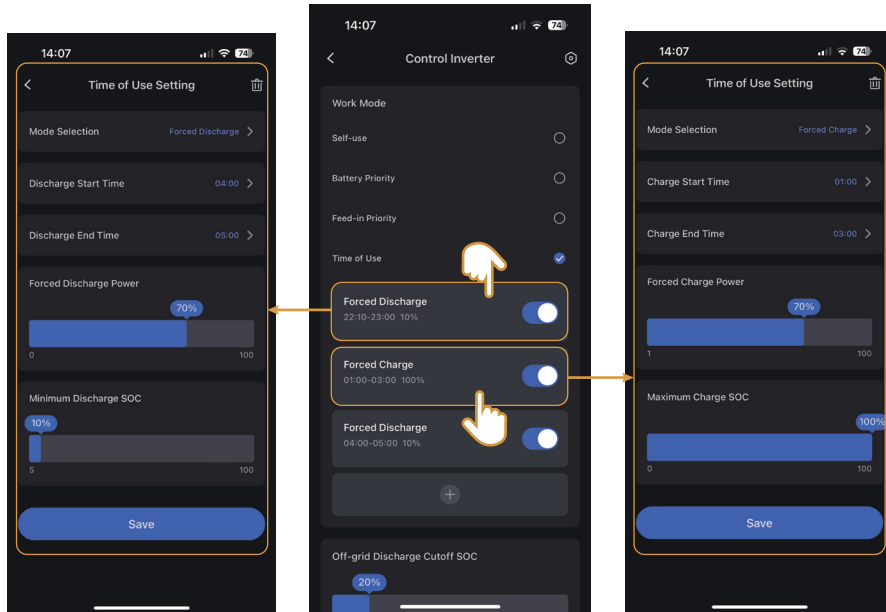 14:07
74
Time of Use Setting
Mode Selection
Forced Discharge
Discharge Start Time
04:00
Discharge End Time
05:00
Forced Discharge Power
70%
0
100
Minimum Discharge SOC
10%
5
100
Save
14:07
74
Control Inverter
Work Mode
Self-use
Battery Priority
Feed-in Priority
Time of Use
Forced Discharge
22:10-23:00 10%
Forced Charge
01:00-03:00 100%
Forced Discharge
04:00-05:00 10%
Off-grid Discharge Cutoff SOC
20%
14:07
74
Time of Use Setting
Mode Selection
Forced Charge
Charge Start Time
01:00
Charge End Time
03:00
Forced Charge Power
70%
1
100
Maximum Charge SOC
100%
0
100
Save